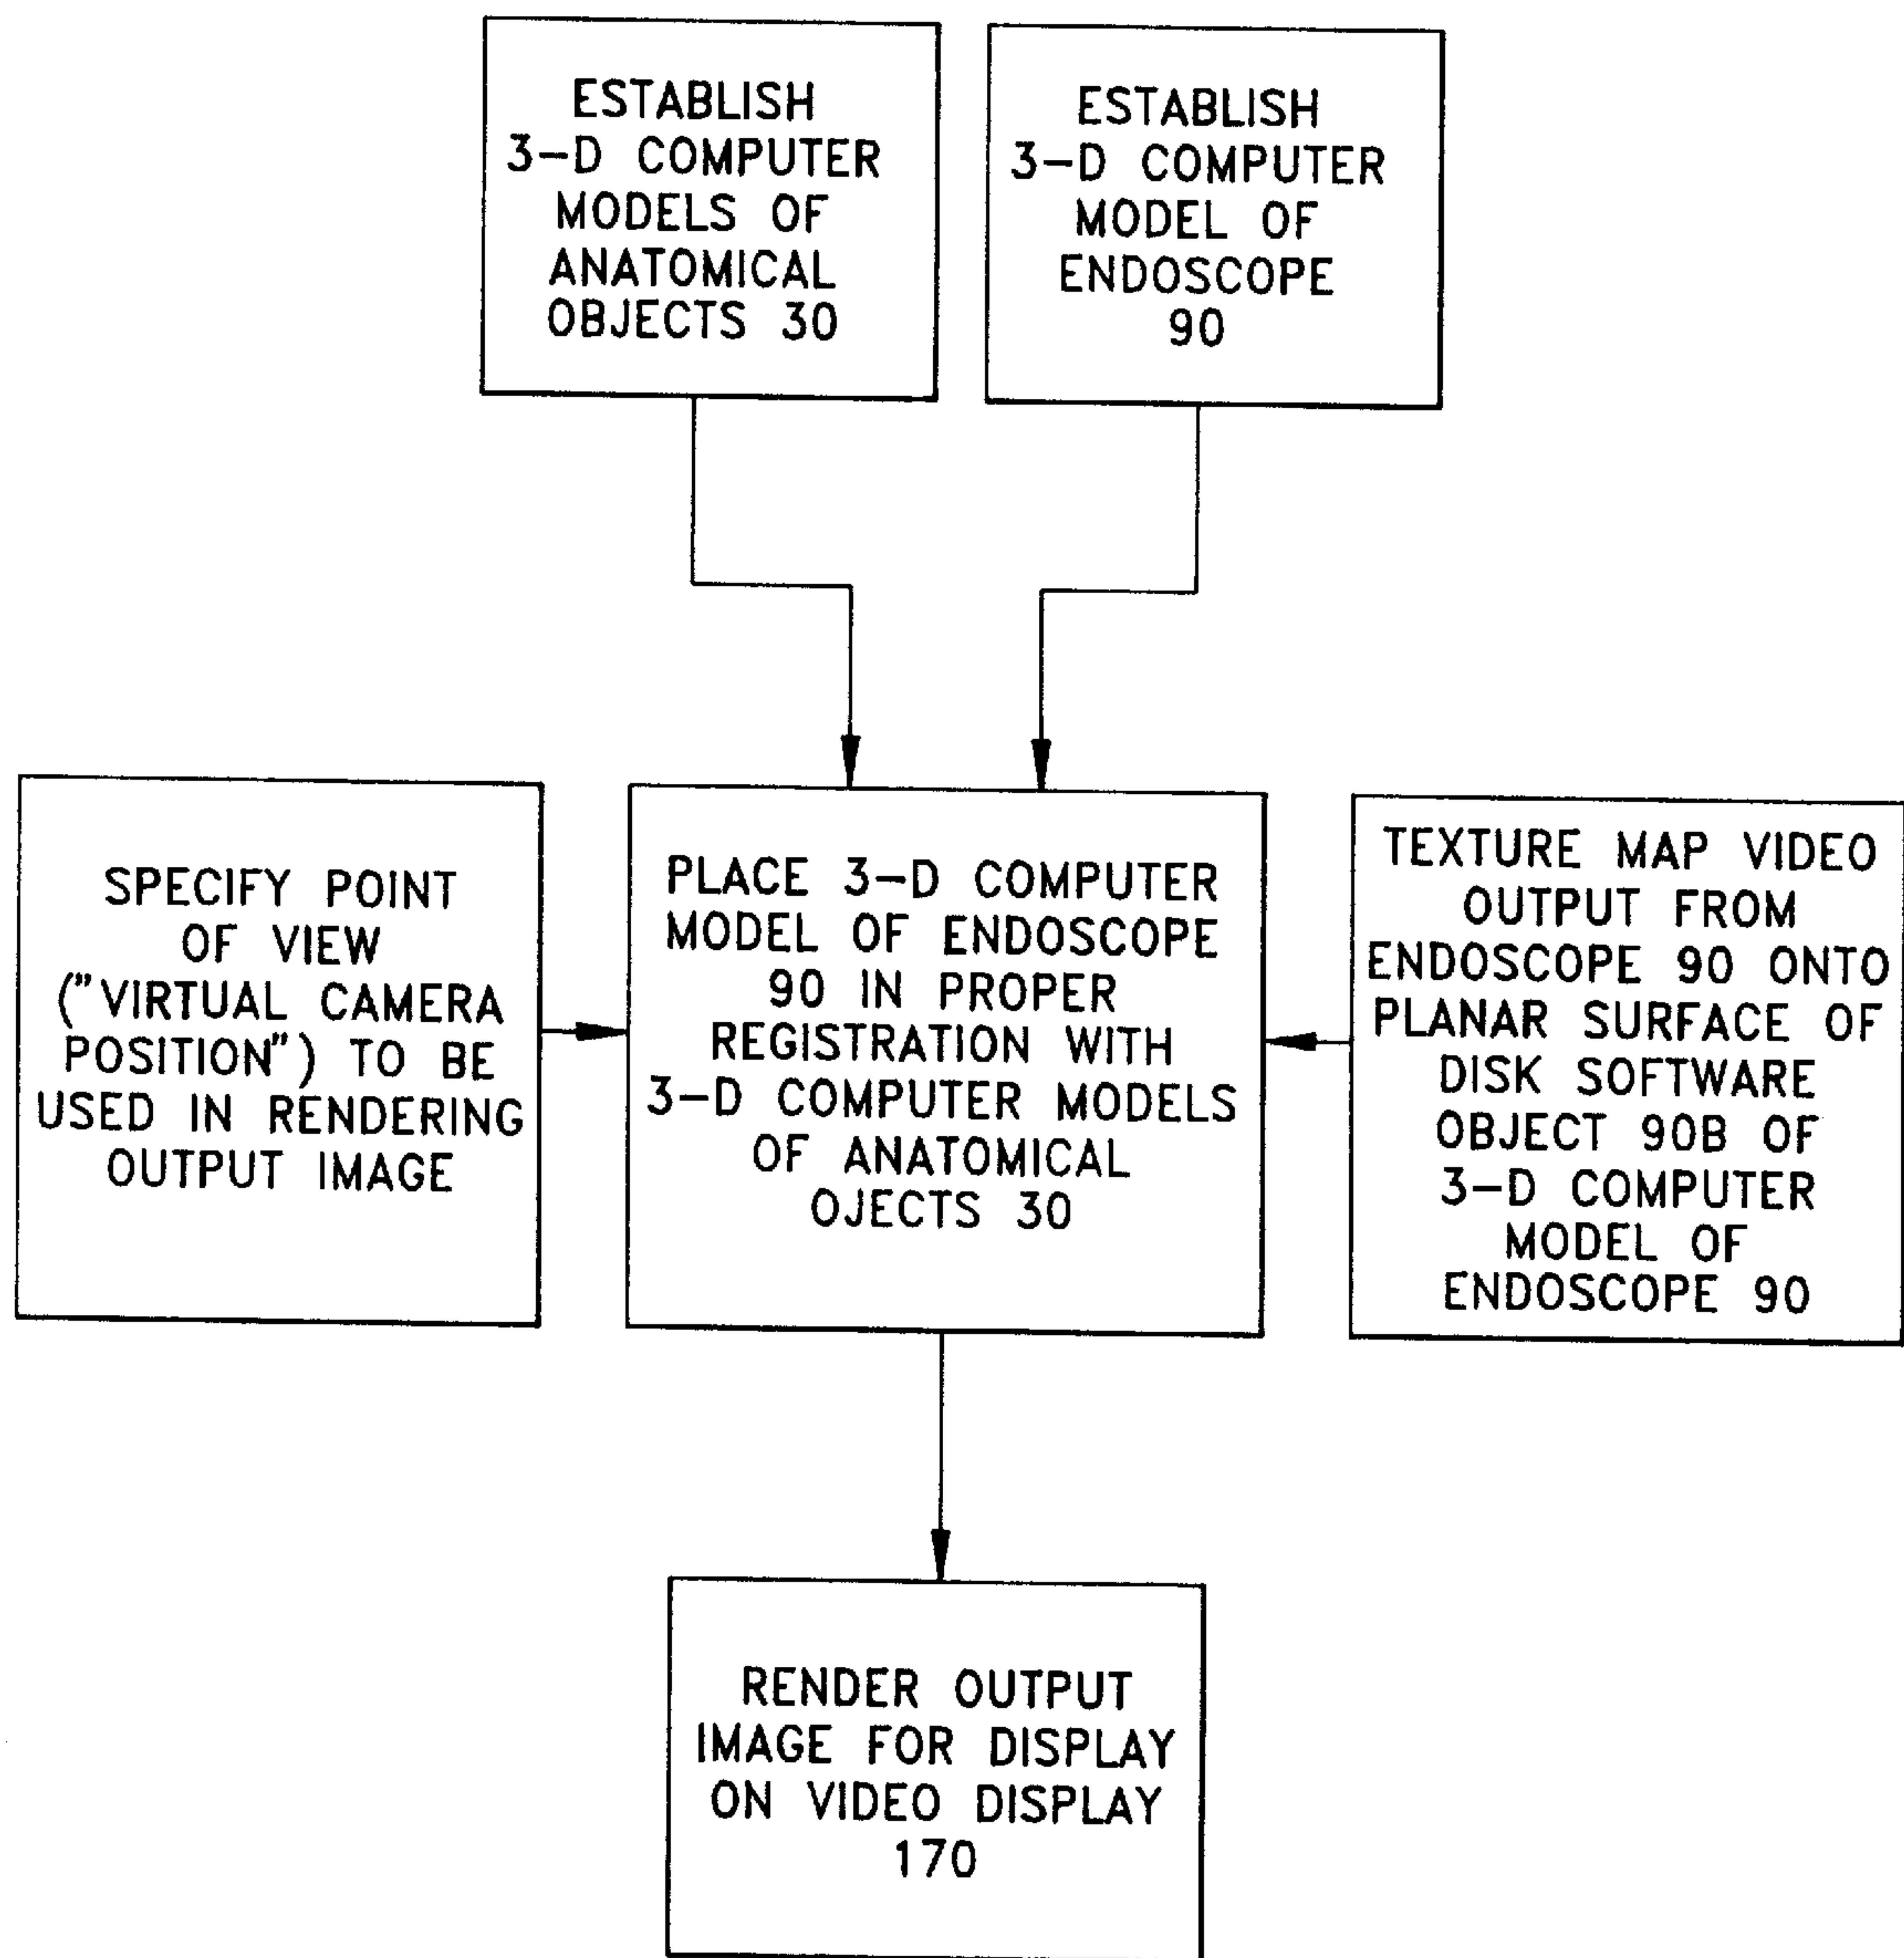 ESTABLISH
3-D COMPUTER
MODELS OF
ANATOMICAL
OBJECTS 30
ESTABLISH
3-D COMPUTER
MODEL OF
ENDOSCOPE
90
SPECIFY POINT
OF VIEW
("VIRTUAL CAMERA
POSITION") TO BE
USED IN RENDERING
OUTPUT IMAGE
PLACE 3-D COMPUTER
MODEL OF ENDOSCOPE
90 IN PROPER
REGISTRATION WITH
3-D COMPUTER MODELS
OF ANATOMICAL
OJECTS 30
TEXTURE MAP VIDEO
OUTPUT FROM
ENDOSCOPE 90 ONTO
PLANAR SURFACE OF
DISK SOFTWARE
OBJECT 90B OF
3-D COMPUTER
MODEL OF
ENDOSCOPE 90
RENDER OUTPUT
IMAGE FOR DISPLAY
ON VIDEO DISPLAY
170